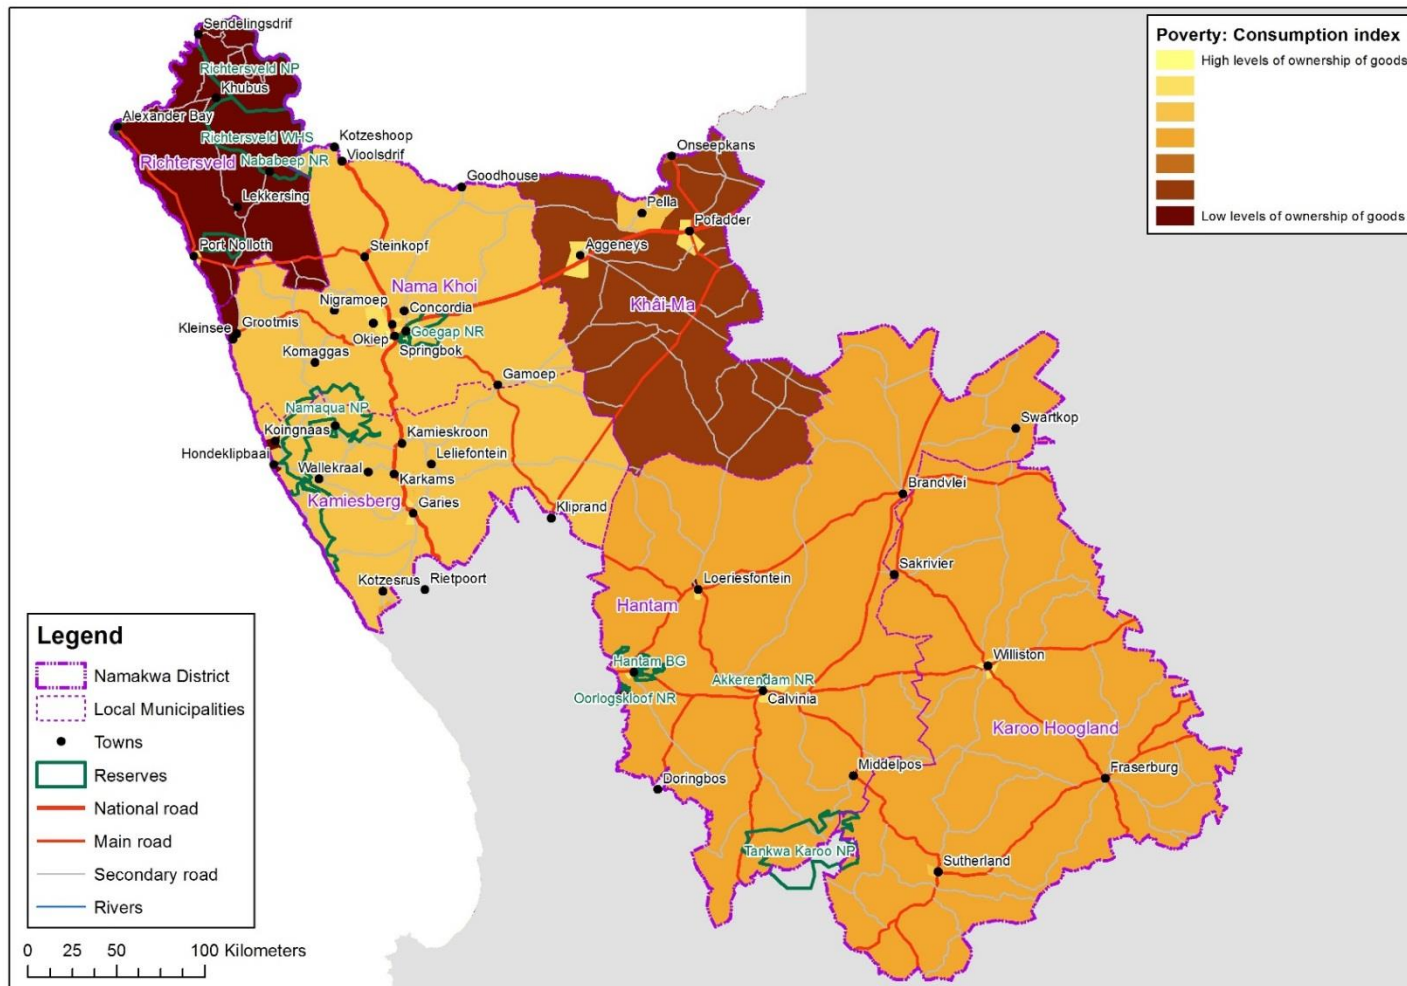 Poverty: Consumption index
High levels of ownership of goods
Low levels of ownership of goods
Sendelingsdrif
Richtersveld NP
Khubus
Alexander Bay
Richtersveld WHS
Kotzeshoop
Richtersveld
Nababeep NR
Vioolsdrif
Onseepkans
Goodhouse
Lekkersing
Pella
Pofadder
Port Nolloth
Steinkopf
Aggeneys
Nama Khoi
Khâi-Ma
Nigramoep
Concordia
Kleinsee
Grootmis
Okiep
Goegap NR
Springbok
Komaggas
Gamoep
Namaqua NP
Swartkop
Koingnaas
Kamieskroon
Hondeklipbaai
Wallekraal
Leliefontein
Karkams
Brandvlei
Kamiesberg
Garies
Kliprand
Sakrivier
Kotzesrus
Rietpoort
Loeriesfontein
Hantam
Hantam BG
Williston
Akkerendam NR
Oorlogskloof NR
Calvinia
Karoo Hoogland
Doringbos
Middelpos
Fraserburg
Tankwa Karoo NP
Sutherland
Legend
Namakwa District
Local Municipalities
Towns
Reserves
National road
Main road
Secondary road
Rivers
0 25 50 100 Kilometers